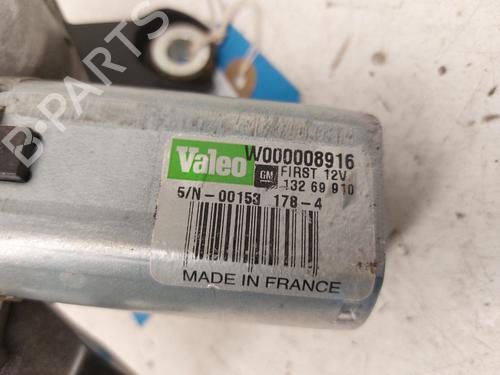 B-PARTS
Valeo W000008916
GM FIRST 12V
132 69 910
S/N-00153 178-4
MADE IN FRANCE